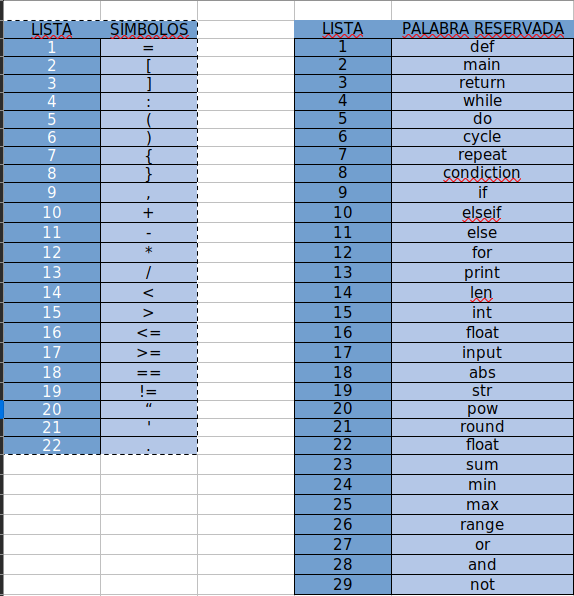 LISTA SIMBOLOS
1 =
2 [
3 ]
4 :
5 (
6 )
7 {
8 }
9 ,
10 +
11 -
12 *
13 /
14 <
15 >
16 <=
17 >=
18 ==
19 !=
20 “
21 '
22 .
LISTA PALABRA RESERVADA
1 def
2 main
3 return
4 while
5 do
6 cycle
7 repeat
8 condiction
9 if
10 elseif
11 else
12 for
13 print
14 len
15 int
16 float
17 input
18 abs
19 str
20 pow
21 round
22 float
23 sum
24 min
25 max
26 range
27 or
28 and
29 not